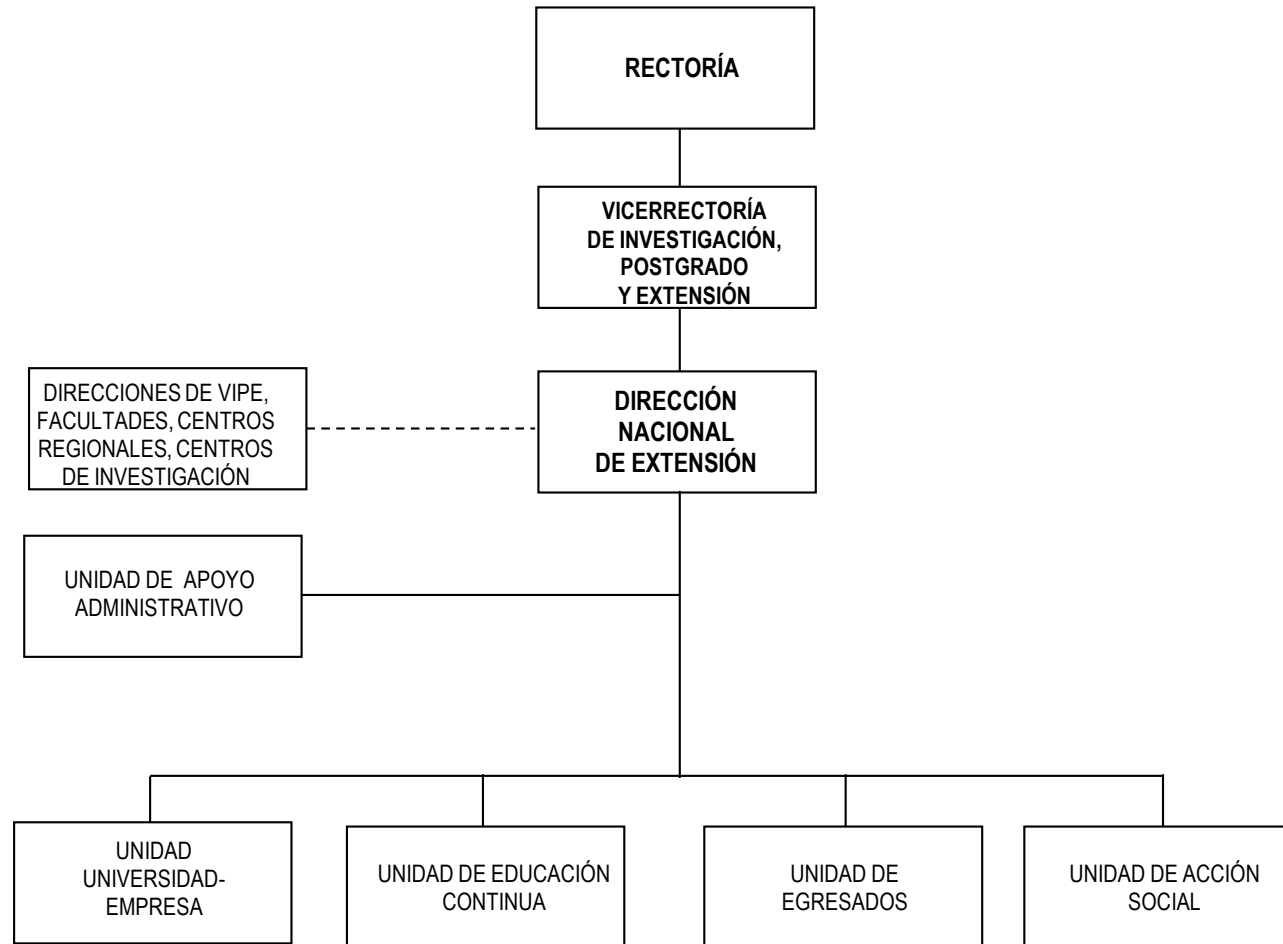 RECTORÍA
VICERRECTORÍA
DE INVESTIGACIÓN,
POSTGRADO
Y EXTENSIÓN
DIRECCIONES DE VIPE,
FACULTADES, CENTROS
REGIONALES, CENTROS
DE INVESTIGACIÓN
DIRECCIÓN
NACIONAL
DE EXTENSIÓN
UNIDAD DE APOYO
ADMINISTRATIVO
UNIDAD
UNIVERSIDAD-
EMPRESA
UNIDAD DE EDUCACIÓN
CONTINUA
UNIDAD DE
EGRESADOS
UNIDAD DE ACCIÓN
SOCIAL